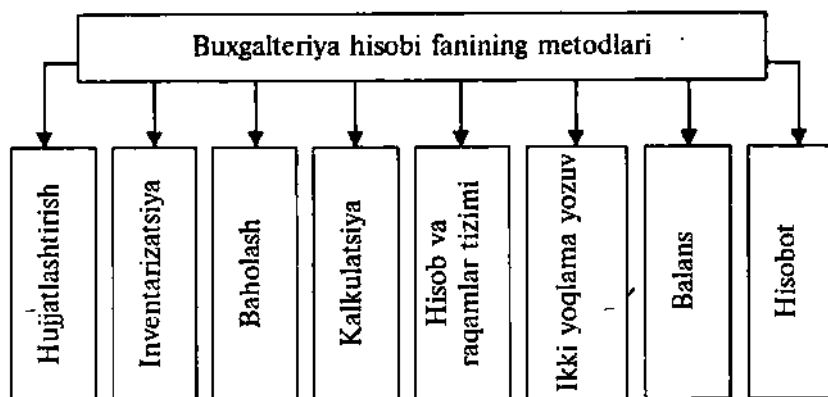 Buxgalteriya hisobi fanining metodlari
Hujjatlashtirish
Inventarizatsiya
Baholash
Kalkulatsiya
Hisob va
raqamlar tizimi
Ikki yoqlama yozuv
Balans
Hisobot